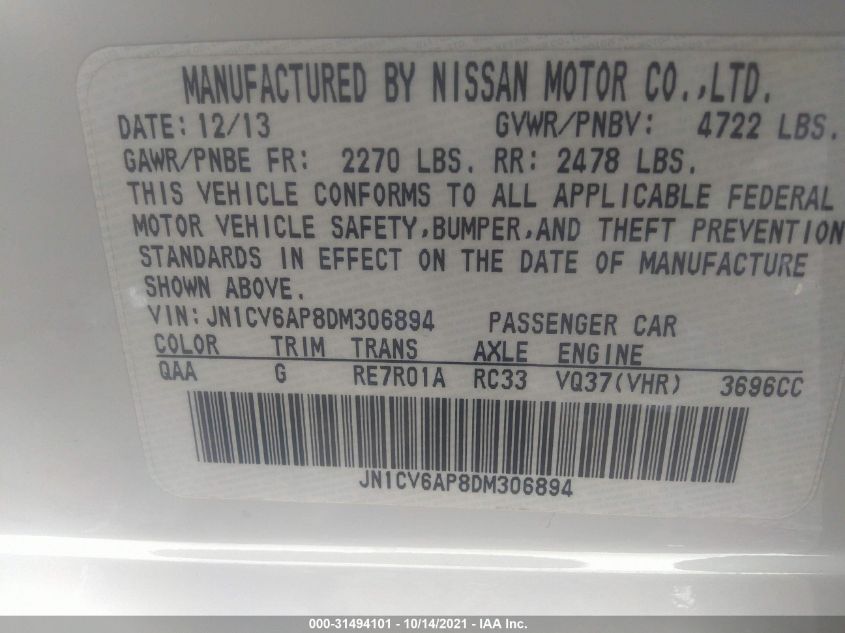 MANUFACTURED BY NISSAN MOTOR CO.,LTD.
DATE: 12/13 GVWR/PNBV: 4722 LBS.
GAWR/PNBE FR: 2270 LBS. RR: 2478 LBS.
THIS VEHICLE CONFORMS TO ALL APPLICABLE FEDERAL
MOTOR VEHICLE SAFETY,BUMPER,AND THEFT PREVENTION
STANDARDS IN EFFECT ON THE DATE OF MANUFACTURE
SHOWN ABOVE.
VIN: JN1CV6AP8DM306894 PASSENGER CAR
COLOR TRIM TRANS AXLE ENGINE
QAA G RE7R01A RC33 VQ37(VHR) 3696CC
JN1CV6AP8DM306894
000-31494101 - 10/14/2021 - IAA Inc.